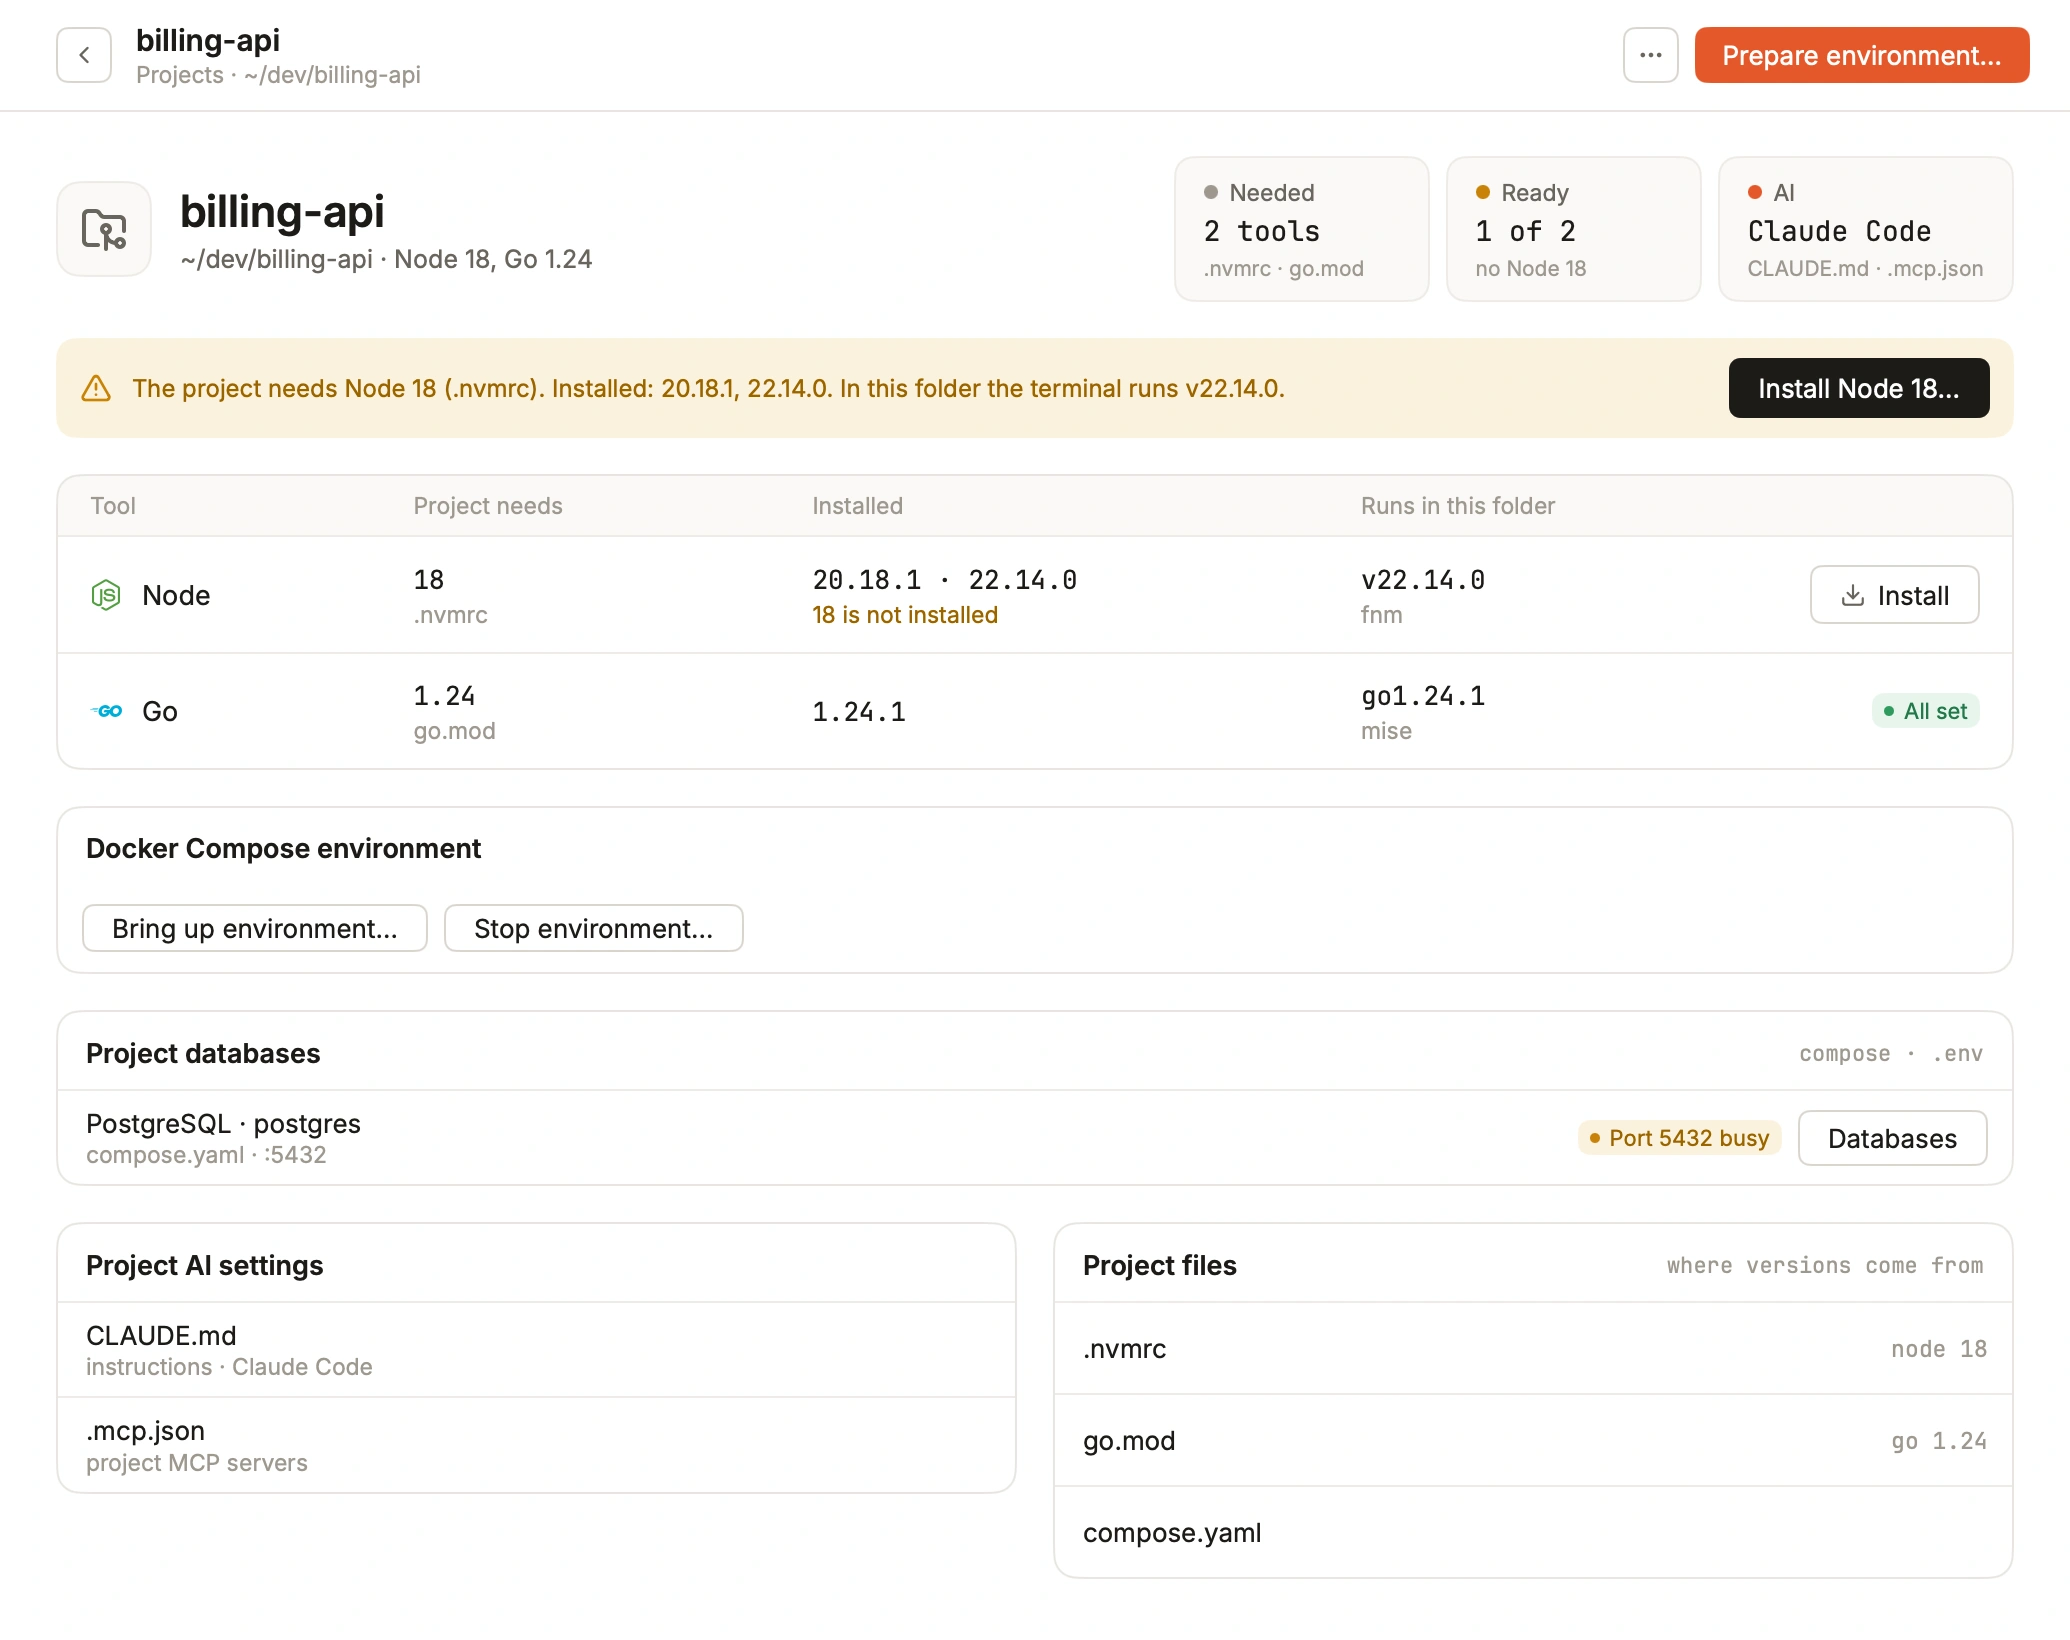 billing-api
Projects · ~/dev/billing-api
Prepare environment...
billing-api
~/dev/billing-api · Node 18, Go 1.24
Needed
2 tools
.nvmrc · go.mod
Ready
1 of 2
no Node 18
AI
Claude Code
CLAUDE.md · .mcp.json
The project needs Node 18 (.nvmrc). Installed: 20.18.1, 22.14.0. In this folder the terminal runs v22.14.0.
Install Node 18...
Tool
Project needs
Installed
Runs in this folder
JS
Node
18
.nvmrc
20.18.1 · 22.14.0
18 is not installed
v22.14.0
fnm
Install
GO
Go
1.24
go.mod
1.24.1
go1.24.1
mise
All set
Docker Compose environment
Bring up environment...
Stop environment...
Project databases
compose · .env
PostgreSQL · postgres
compose.yaml · :5432
Port 5432 busy
Databases
Project AI settings
CLAUDE.md
instructions · Claude Code
.mcp.json
project MCP servers
Project files
where versions come from
.nvmrc
node 18
go.mod
go 1.24
compose.yaml